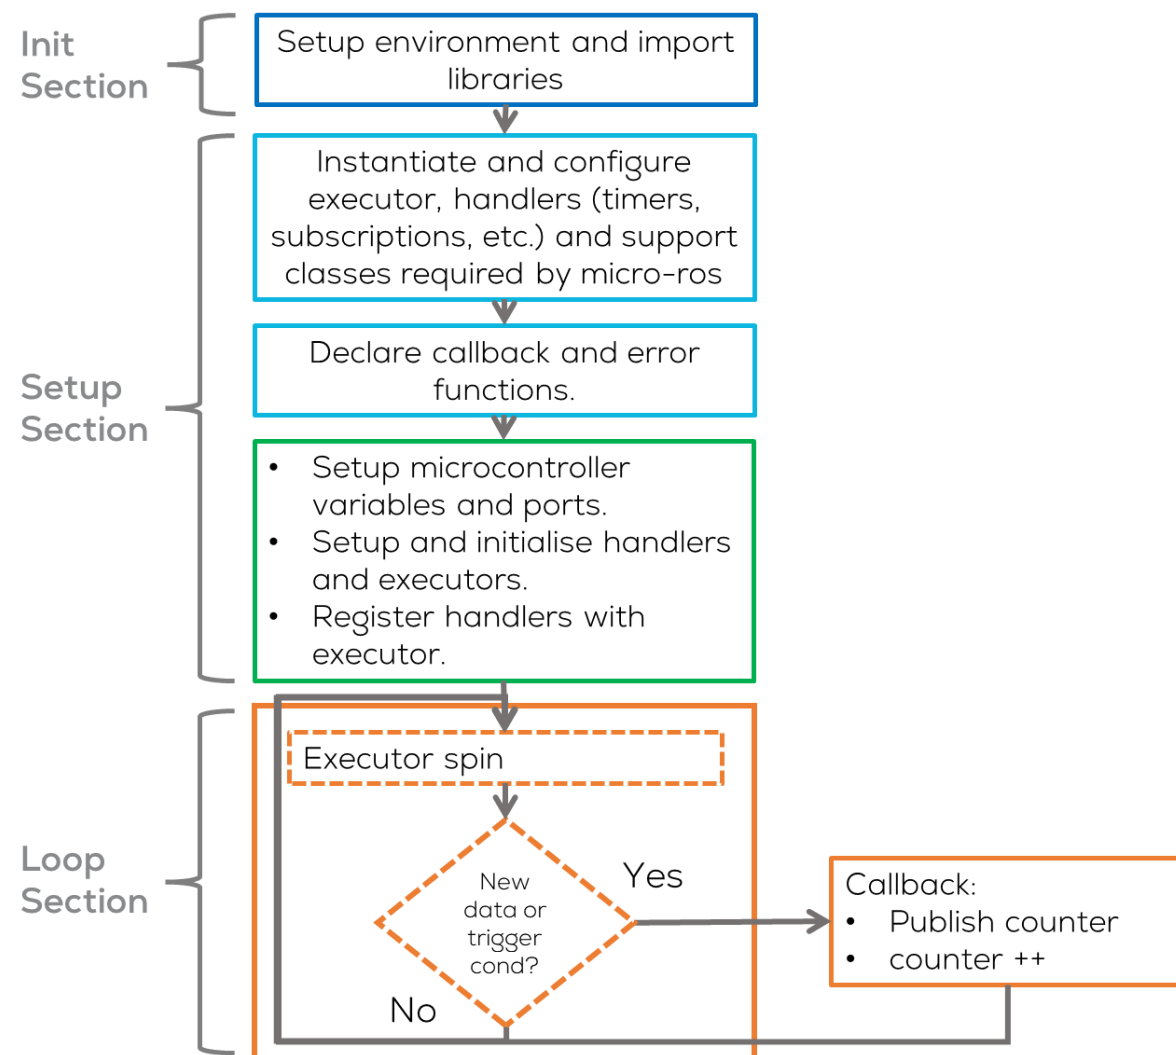 Init
Section
Setup environment and import
libraries
Setup
Section
Instantiate and configure
executor, handlers (timers,
subscriptions, etc.) and support
classes required by micro-ros
Declare callback and error
functions.
• Setup microcontroller
variables and ports.
• Setup and initialise handlers
and executors.
• Register handlers with
executor.
Loop
Section
Executor spin
New
data or
trigger
cond?
Yes
No
Callback:
• Publish counter
• counter ++